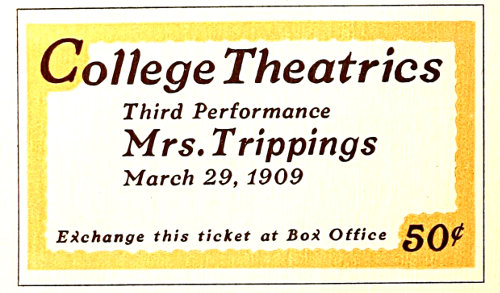 College Theatrics
Third Performance
Mrs. Trippings
March 29, 1909
Exchange this ticket at Box Office 50¢